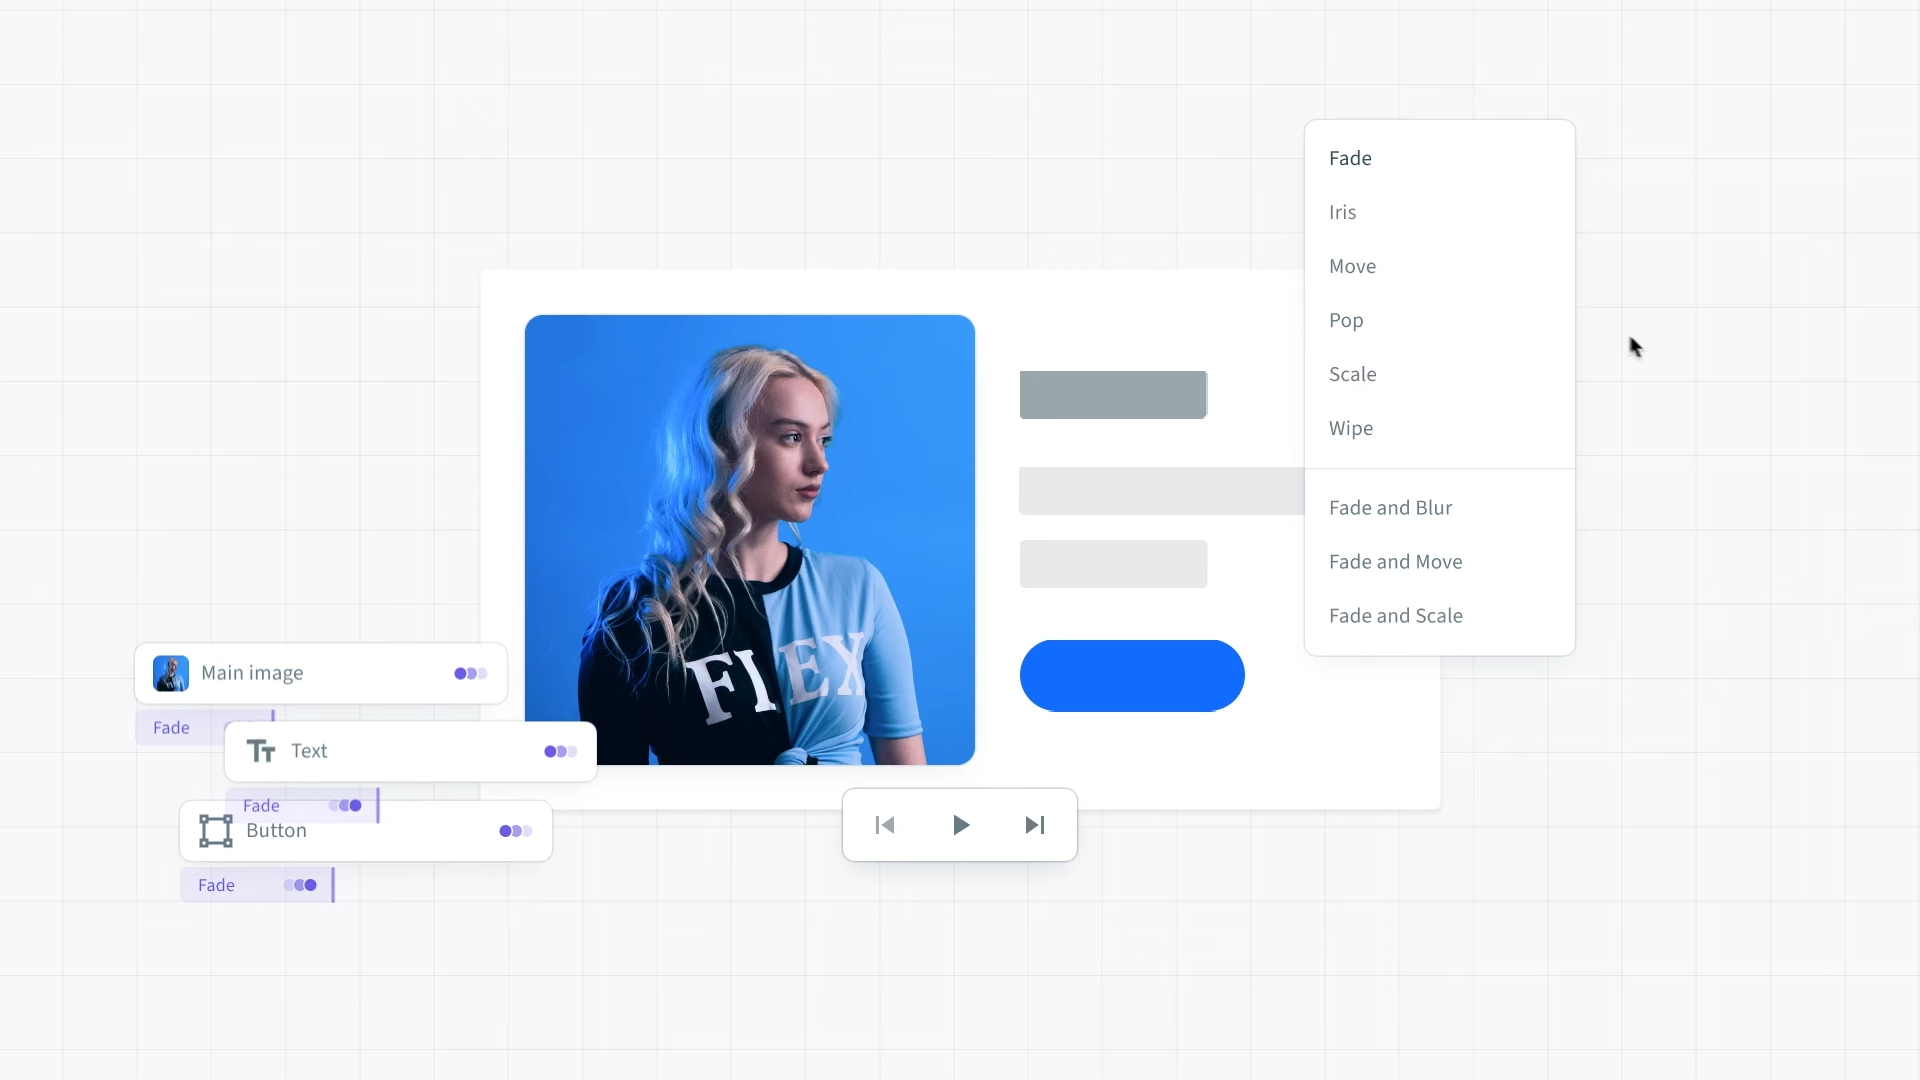 Fade
Iris
Move
Pop
Scale
Wipe
Fade and Blur
Fade and Move
Fade and Scale
FLEX
Main image
Fade
Text
Fade
Button
Fade